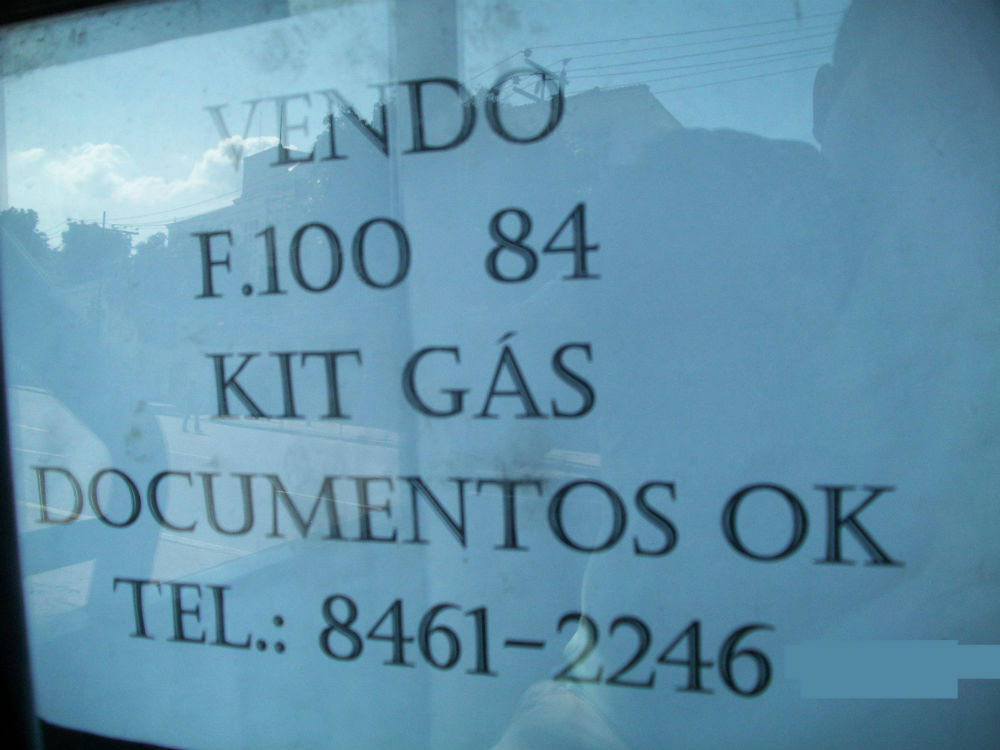 VENDO
F.100 84
KIT GÁS
DOCUMENTOS OK
TEL.: 8461-2246